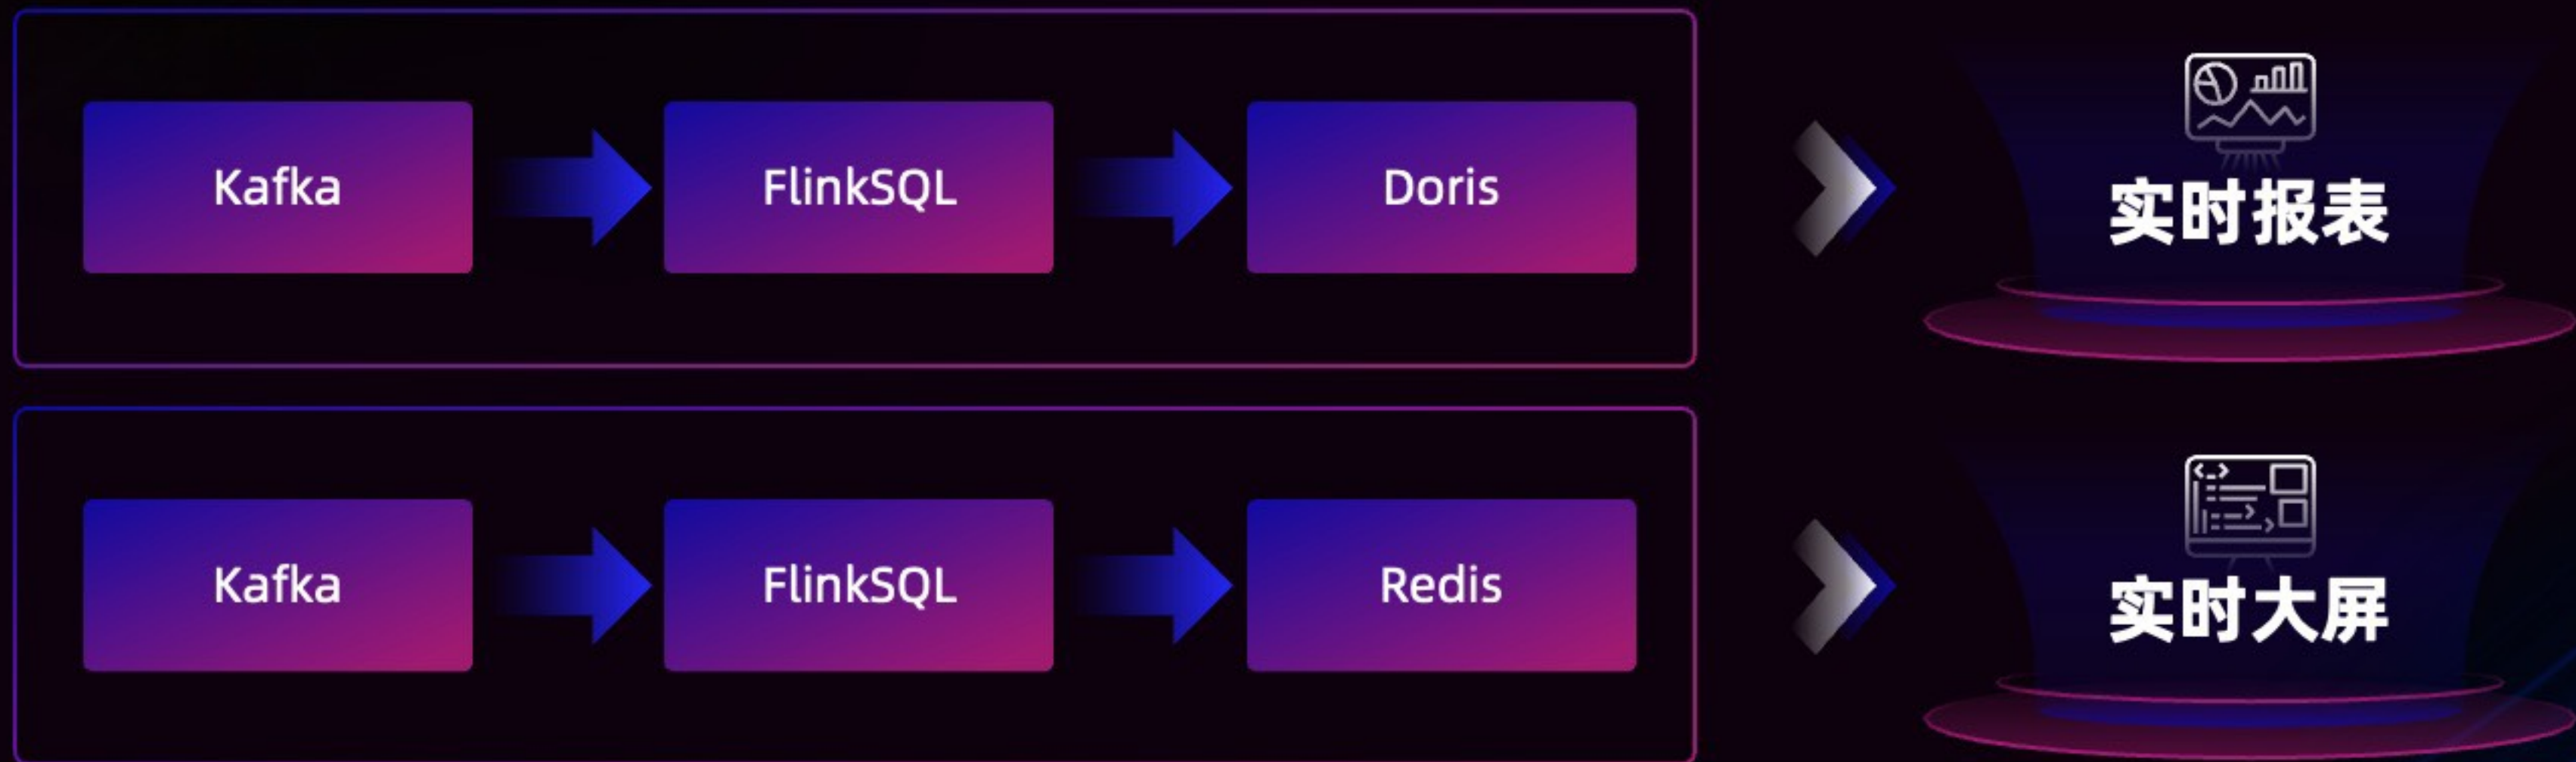 Kafka
FlinkSQL
Doris
实时报表
Kafka
FlinkSQL
Redis
实时大屏